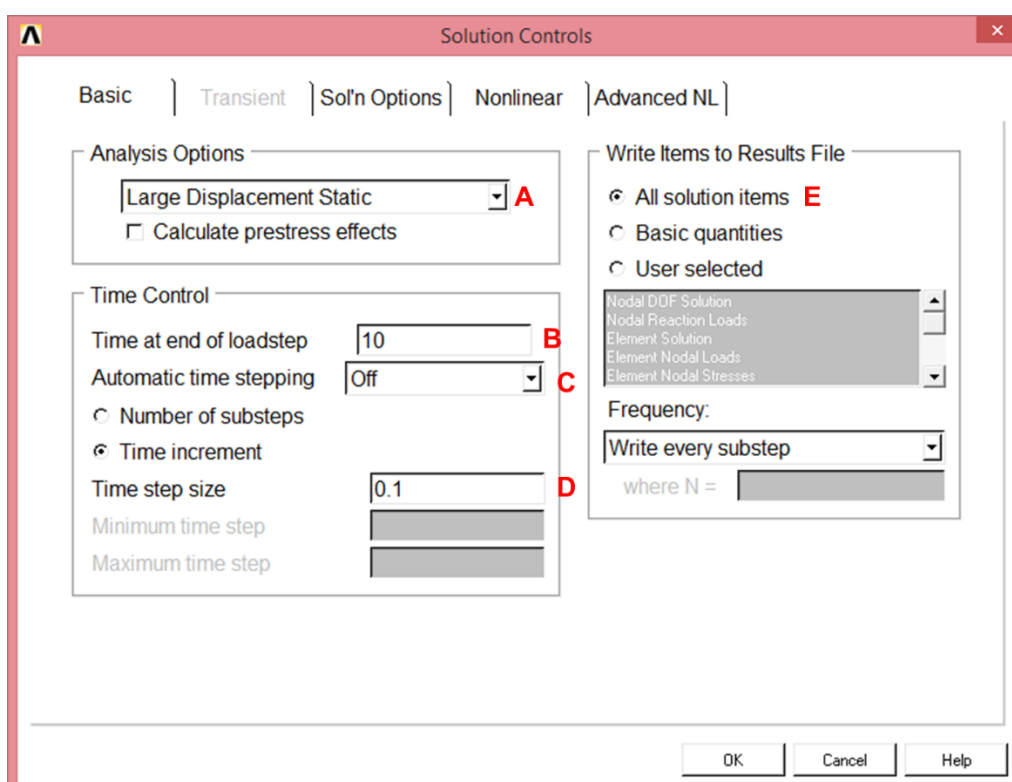 Solution Controls
Basic
Transient
Sol'n Options
Nonlinear
Advanced NL
Analysis Options
Large Displacement Static A
Calculate prestress effects
Time Control
Time at end of loadstep 10 B
Automatic time stepping Off C
Number of substeps
Time increment
Time step size 0.1 D
Minimum time step
Maximum time step
Write Items to Results File
All solution items E
Basic quantities
User selected
Nodal DOF Solution
Nodal Reaction Loads
Element Solution
Element Nodal Loads
Element Nodal Stresses
Frequency:
Write every substep
where N =
OK
Cancel
Help